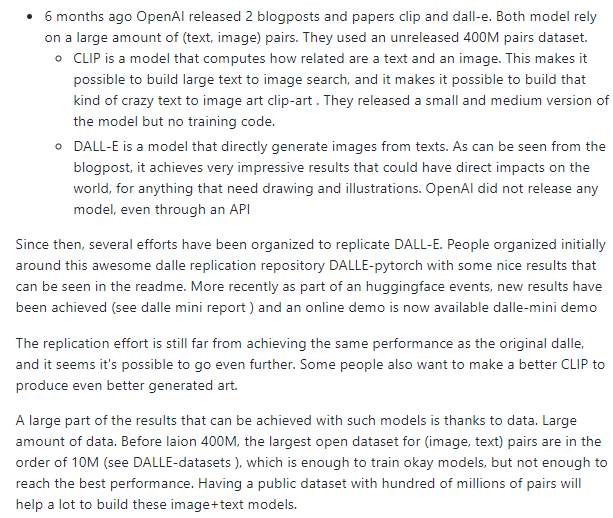 6 months ago OpenAI released 2 blogposts and papers clip and dall-e. Both model rely
on a large amount of (text, image) pairs. They used an unreleased 400M pairs dataset.
CLIP is a model that computes how related are a text and an image. This makes it
possible to build large text to image search, and it makes it possible to build that
kind of crazy text to image art clip-art . They released a small and medium version of
the model but no training code.
DALL-E is a model that directly generate images from texts. As can be seen from the
blogpost, it achieves very impressive results that could have direct impacts on the
world, for anything that need drawing and illustrations. OpenAI did not release any
model, even through an API
Since then, several efforts have been organized to replicate DALL-E. People organized initially
around this awesome dalle replication repository DALLE-pytorch with some nice results that
can be seen in the readme. More recently as part of an huggingface events, new results have
been achieved (see dalle mini report ) and an online demo is now available dalle-mini demo
The replication effort is still far from achieving the same performance as the original dalle,
and it seems it's possible to go even further. Some people also want to make a better CLIP to
produce even better generated art.
A large part of the results that can be achieved with such models is thanks to data. Large
amount of data. Before laion 400M, the largest open dataset for (image, text) pairs are in the
order of 10M (see DALLE-datasets ), which is enough to train okay models, but not enough to
reach the best performance. Having a public dataset with hundred of millions of pairs will
help a lot to build these image+text models.